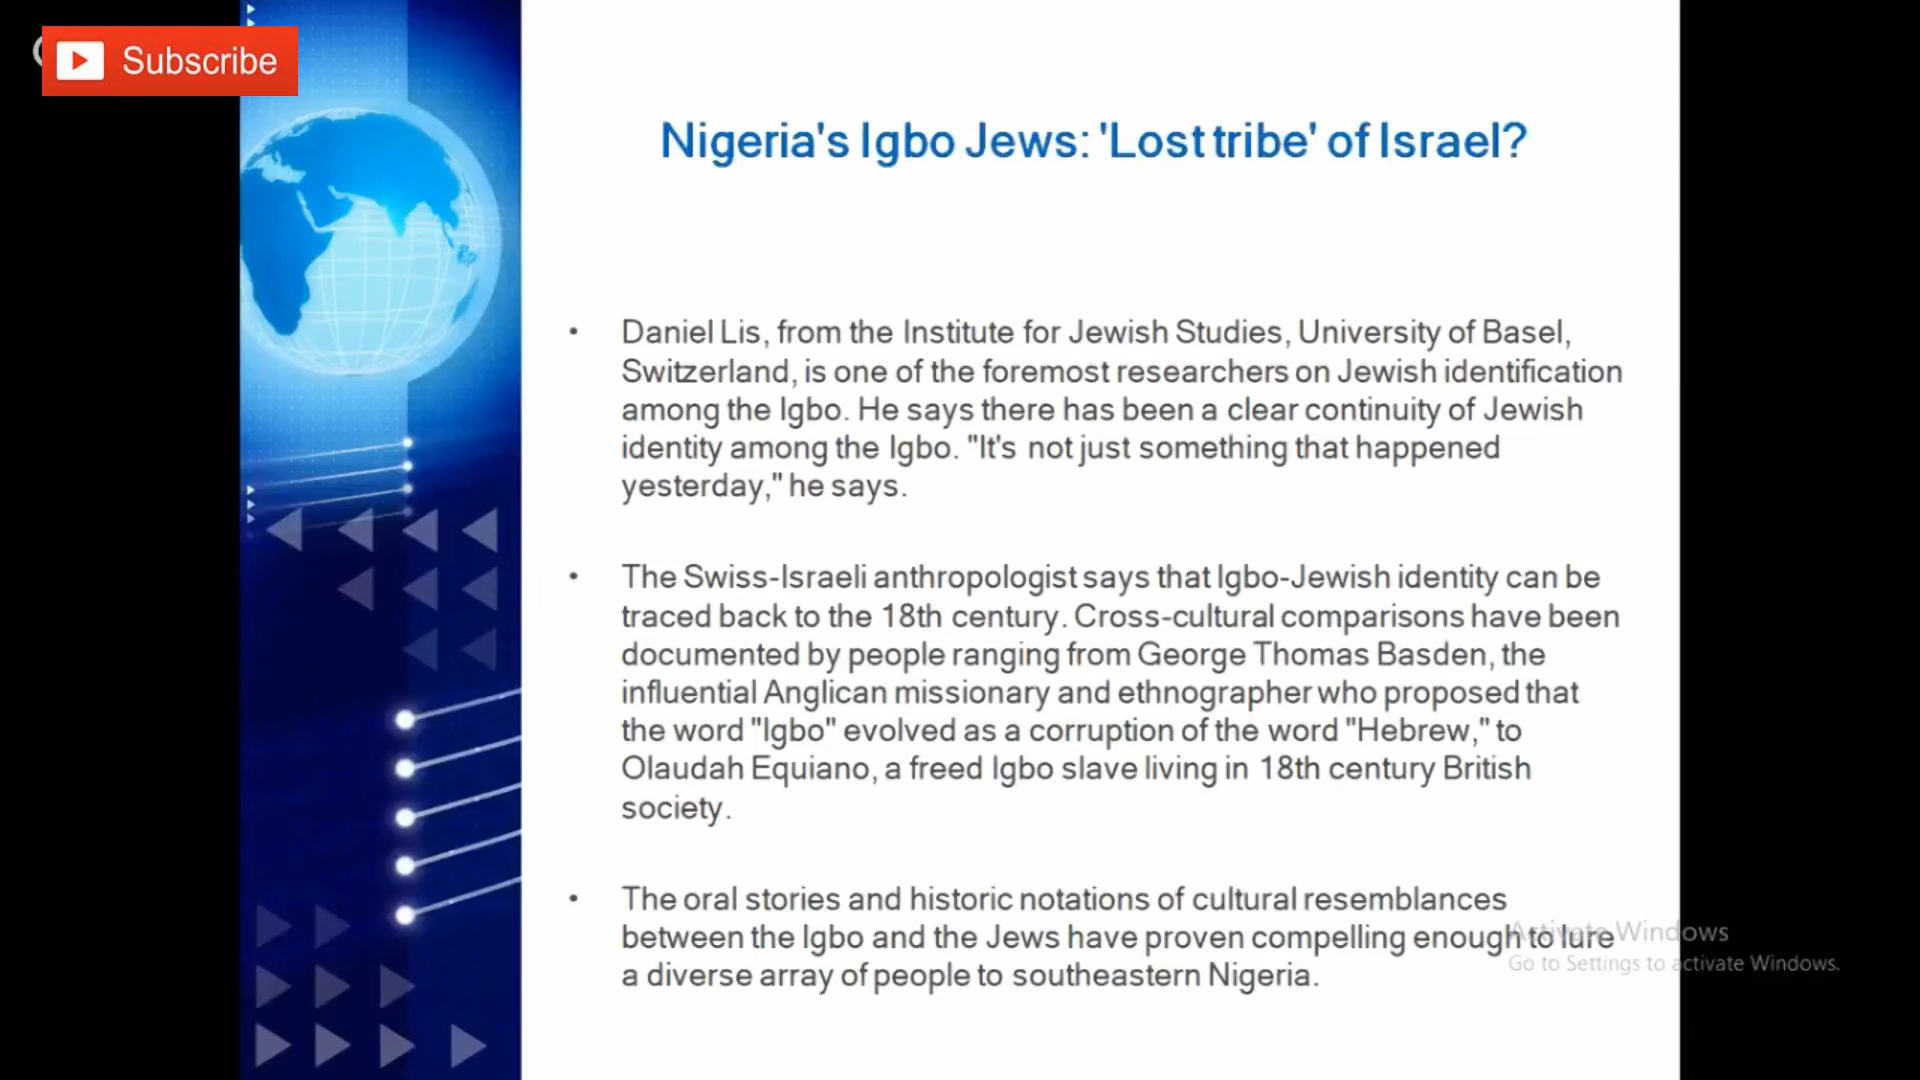 Subscribe
Nigeria's Igbo Jews: 'Lost tribe' of Israel?
• Daniel Lis, from the Institute for Jewish Studies, University of Basel,
Switzerland, is one of the foremost researchers on Jewish identification
among the Igbo. He says there has been a clear continuity of Jewish
identity among the Igbo. "It's not just something that happened
yesterday," he says.
• The Swiss-Israeli anthropologist says that Igbo-Jewish identity can be
traced back to the 18th century. Cross-cultural comparisons have been
documented by people ranging from George Thomas Basden, the
influential Anglican missionary and ethnographer who proposed that
the word "Igbo" evolved as a corruption of the word "Hebrew," to
Olaudah Equiano, a freed Igbo slave living in 18th century British
society.
• The oral stories and historic notations of cultural resemblances
between the Igbo and the Jews have proven compelling enough to lure
a diverse array of people to southeastern Nigeria.
Activate Windows
Go to Settings to activate Windows.